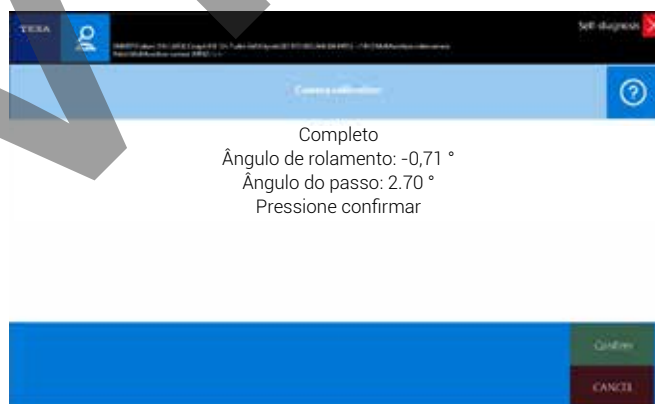 TEXA
Self-diagnosis
Camera calibration
Completo
Ângulo de rolamento: -0,71 °
Ângulo do passo: 2.70 °
Pressione confirmar
Confirm
CANCEL